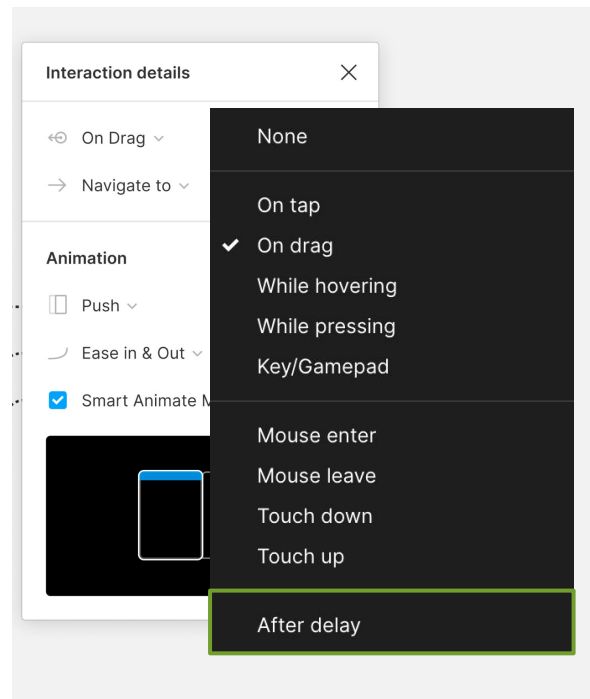 Interaction details
On Drag
Navigate to
Animation
Push
Ease in & Out
Smart Animate
None
On tap
On drag
While hovering
While pressing
Key/Gamepad
Mouse enter
Mouse leave
Touch down
Touch up
After delay